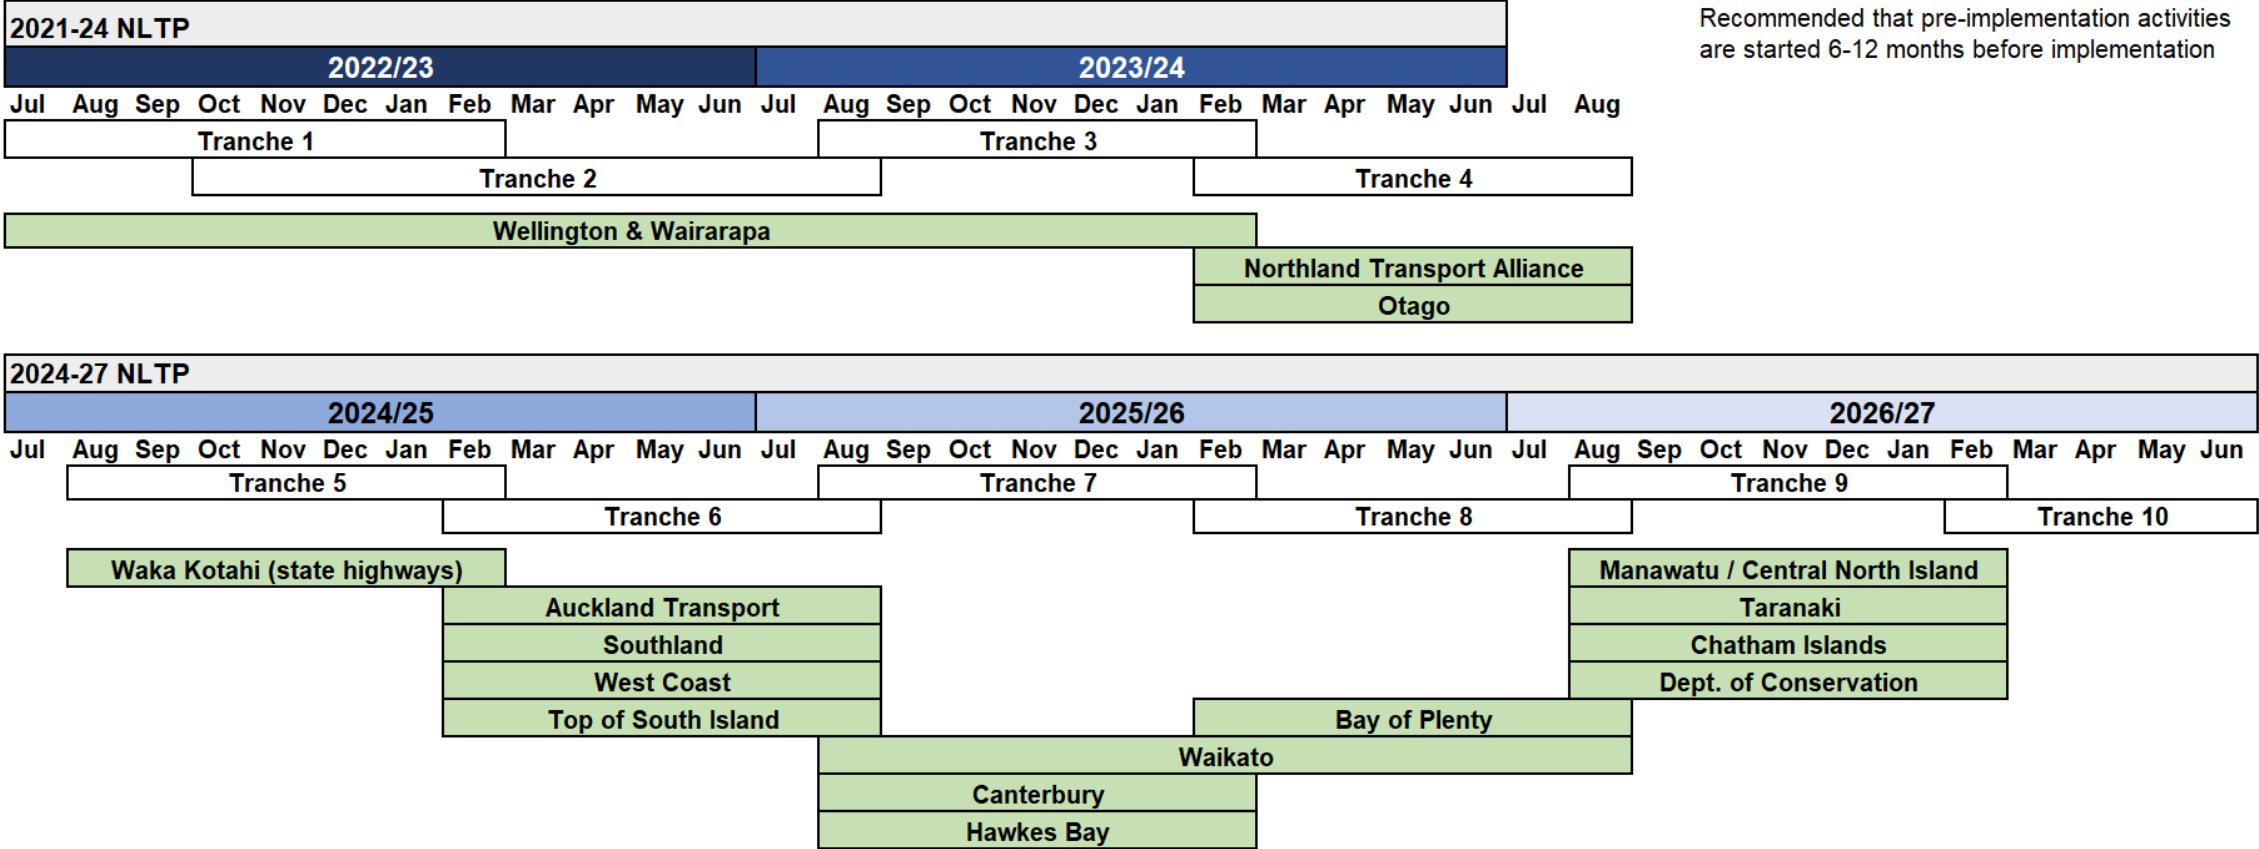 2021-24 NLTP
Recommended that pre-implementation activities
are started 6-12 months before implementation
2022/23 2023/24
Jul Aug Sep Oct Nov Dec Jan Feb Mar Apr May Jun Jul Aug Sep Oct Nov Dec Jan Feb Mar Apr May Jun Jul Aug
Tranche 1 Tranche 3
Tranche 2 Tranche 4
Wellington & Wairarapa
Northland Transport Alliance
Otago
2024-27 NLTP
2024/25 2025/26 2026/27
Jul Aug Sep Oct Nov Dec Jan Feb Mar Apr May Jun Jul Aug Sep Oct Nov Dec Jan Feb Mar Apr May Jun Jul Aug Sep Oct Nov Dec Jan Feb Mar Apr May Jun
Tranche 5 Tranche 7 Tranche 9
Tranche 6 Tranche 8 Tranche 10
Waka Kotahi (state highways) Manawatu / Central North Island
Auckland Transport Taranaki
Southland Chatham Islands
West Coast Dept. of Conservation
Top of South Island Bay of Plenty
Waikato
Canterbury
Hawkes Bay